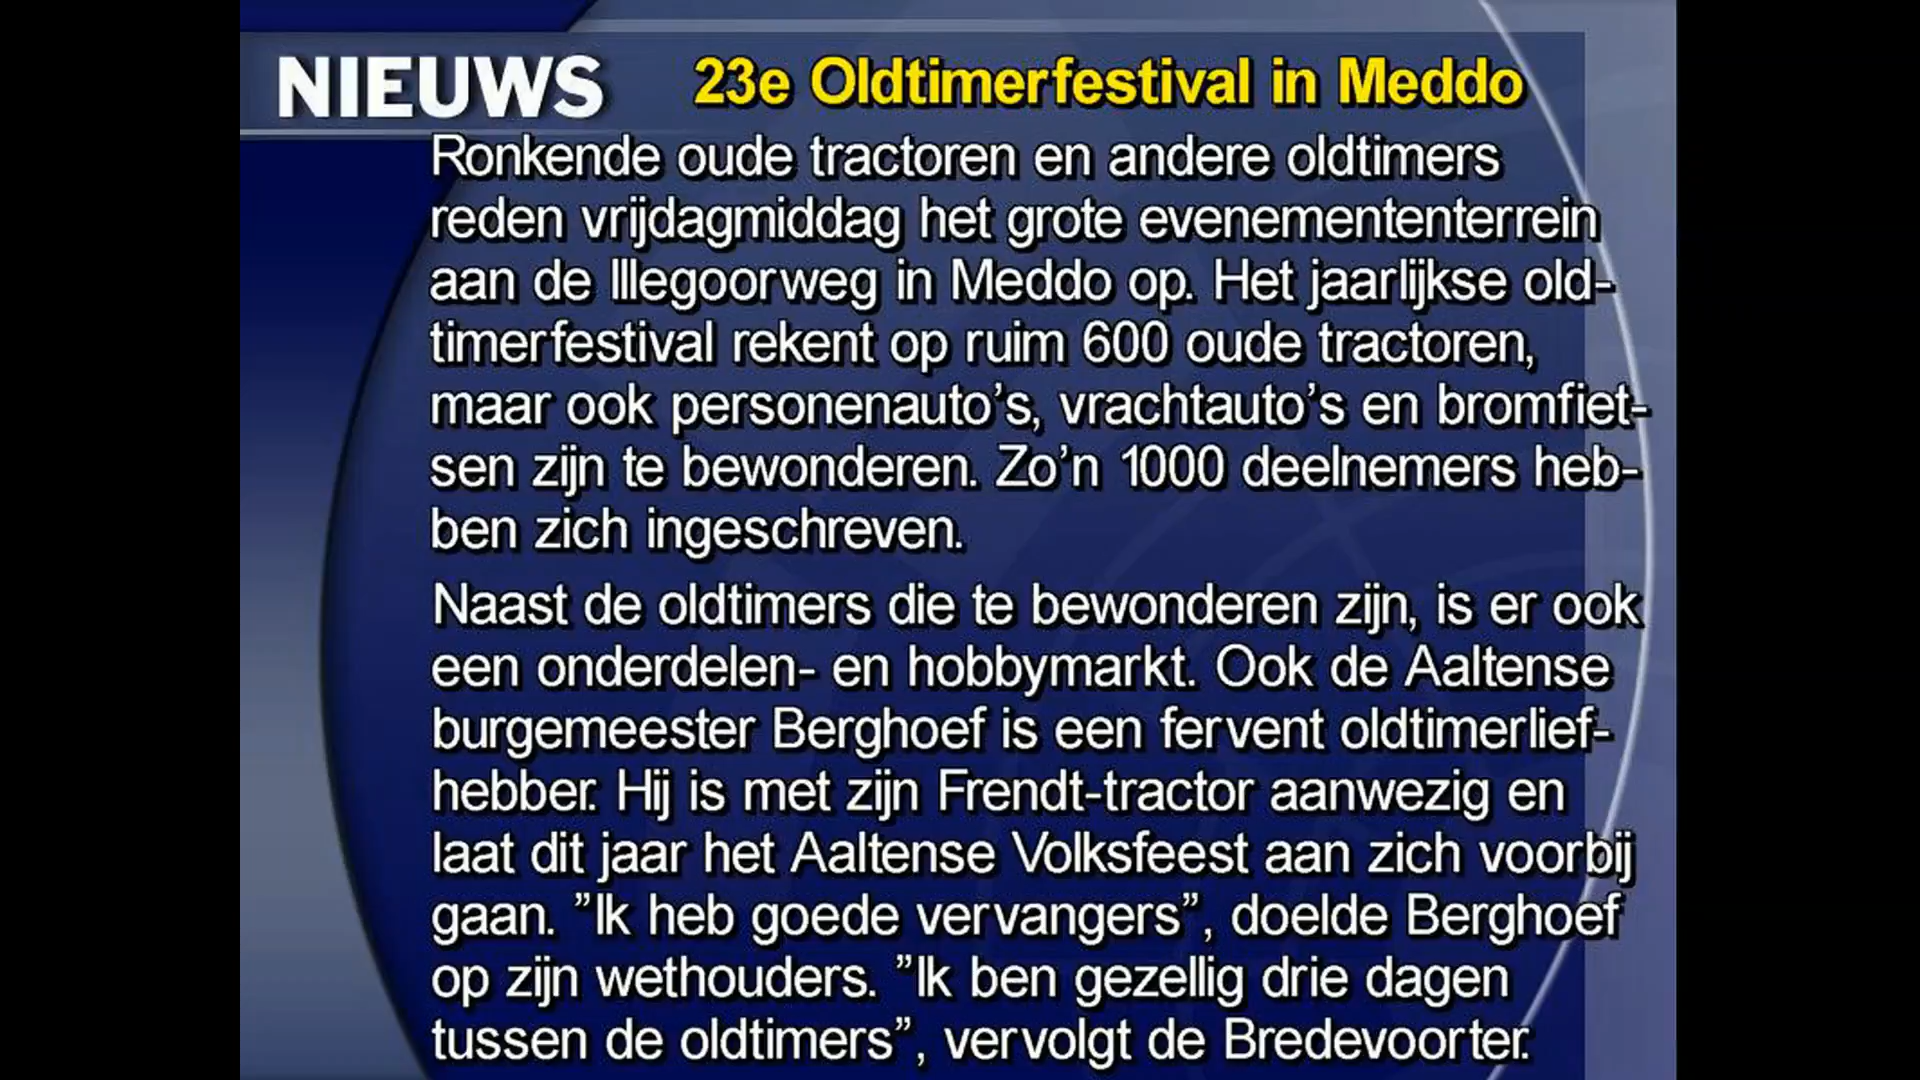 NIEUWS 23e Oldtimerfestival in Meddo
Ronkende oude tractoren en andere oldtimers
reden vrijdagmiddag het grote evenemententerrein
aan de Illegoorweg in Meddo op. Het jaarlijkse old-
timerfestival rekent op ruim 600 oude tractoren,
maar ook personenauto's, vrachtauto's en bromfiet-
sen zijn te bewonderen. Zo'n 1000 deelnemers heb-
ben zich ingeschreven.
Naast de oldtimers die te bewonderen zijn, is er ook
een onderdelen- en hobbymarkt. Ook de Aaltense
burgemeester Berghoef is een fervent oldtimerlief-
hebber. Hij is met zijn Frendt-tractor aanwezig en
laat dit jaar het Aaltense Volksfeest aan zich voorbij
gaan. ”Ik heb goede vervangers”, doelde Berghoef
op zijn wethouders. ”Ik ben gezellig drie dagen
tussen de oldtimers”, vervolgt de Bredevoorter.